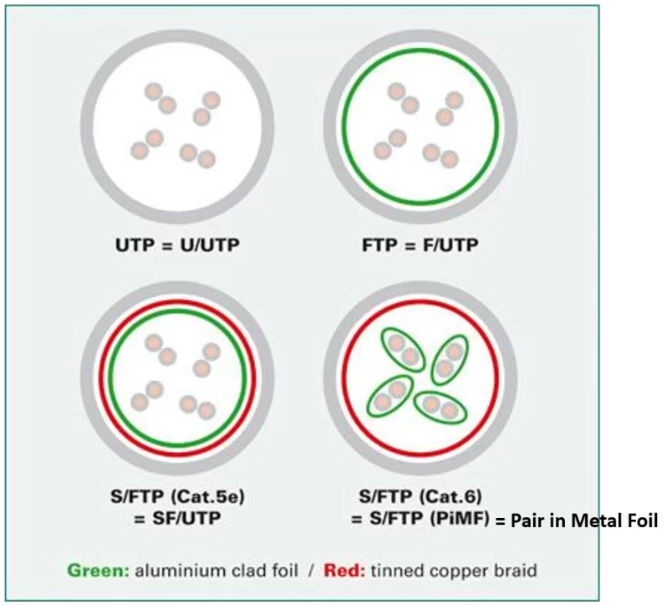 UTP = U/UTP
FTP = F/UTP
S/FTP (Cat.5e)
= SF/UTP
S/FTP (Cat.6)
= S/FTP (PiMF) = Pair in Metal Foil
Green: aluminium clad foil / Red: tinned copper braid